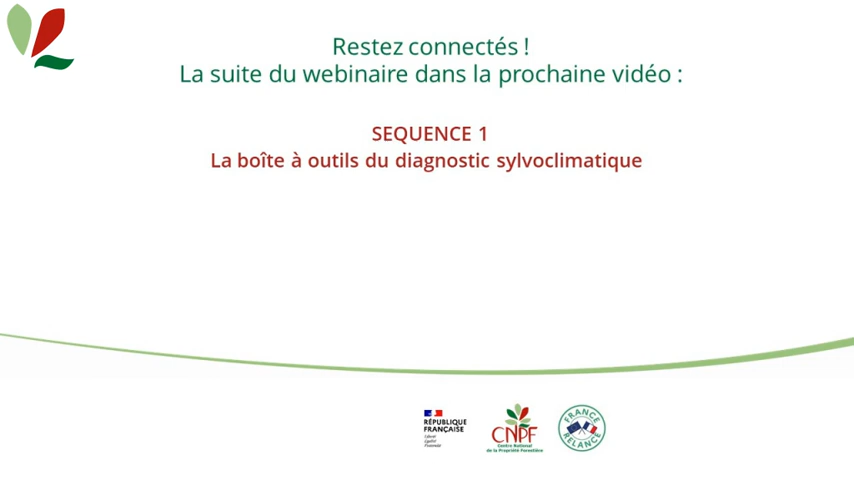 Restez connectés !
La suite du webinaire dans la prochaine vidéo :
SEQUENCE 1
La boîte à outils du diagnostic sylvoclimatique
RÉPUBLIQUE
FRANÇAISE
Liberté
Égalité
Fraternité
CNPF
Centre National
de la Propriété Forestière
FRANCE
RELANCE